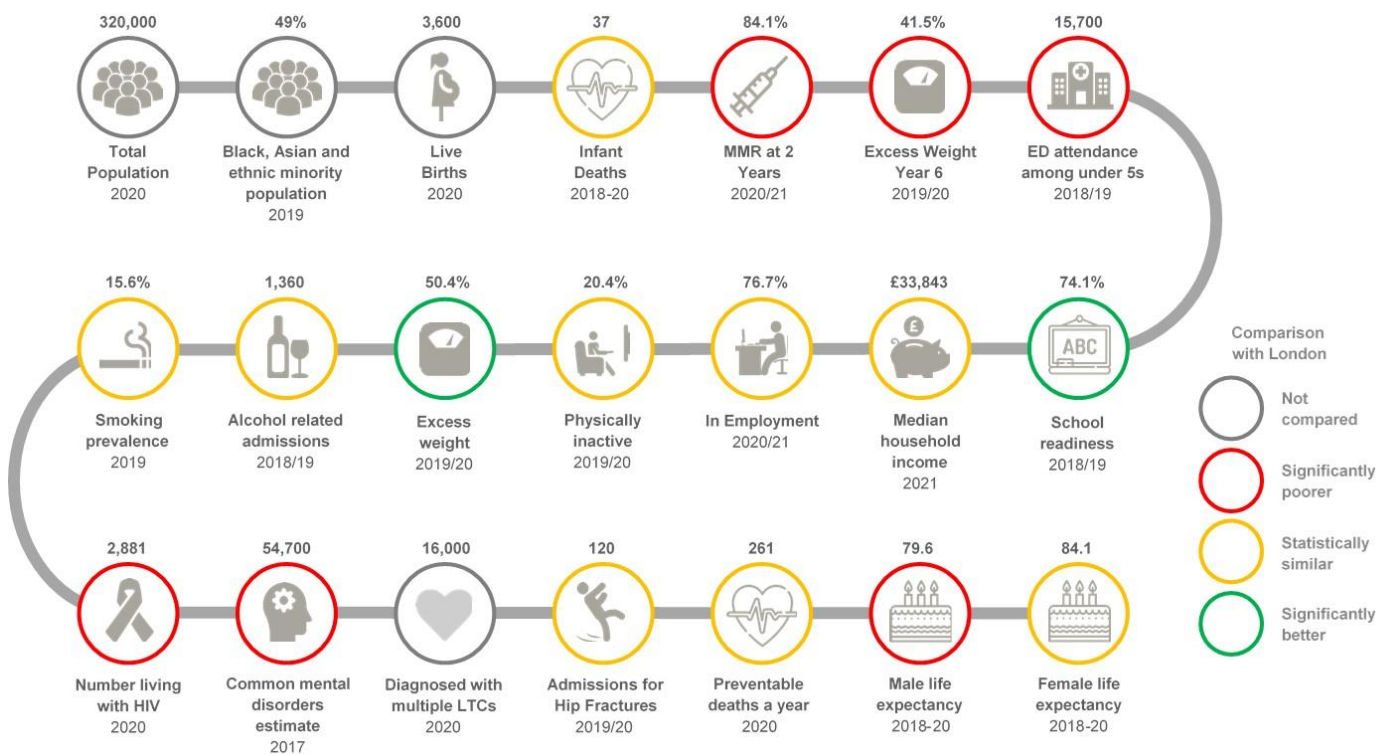 320,000
49%
3,600
37
84.1%
41.5%
15,700
Total
Population
2020
Black, Asian and
ethnic minority
population
2019
Live
Births
2020
Infant
Deaths
2018-20
MMR at 2
Years
2020/21
Excess Weight
Year 6
2019/20
ED attendance
among under 5s
2018/19
15.6%
1,360
50.4%
20.4%
76.7%
£33,843
74.1%
£
ABC
Smoking
prevalence
2019
Alcohol related
admissions
2018/19
Excess
weight
2019/20
Physically
inactive
2019/20
In Employment
2020/21
Median
household
income
2021
School
readiness
2018/19
Comparison
with London
Not
compared
Significantly
poorer
Statistically
similar
Significantly
better
2,881
54,700
16,000
120
261
79.6
84.1
Number living
with HIV
2020
Common mental
disorders
estimate
2017
Diagnosed with
multiple LTCs
2020
Admissions for
Hip Fractures
2019/20
Preventable
deaths a year
2020
Male life
expectancy
2018-20
Female life
expectancy
2018-20